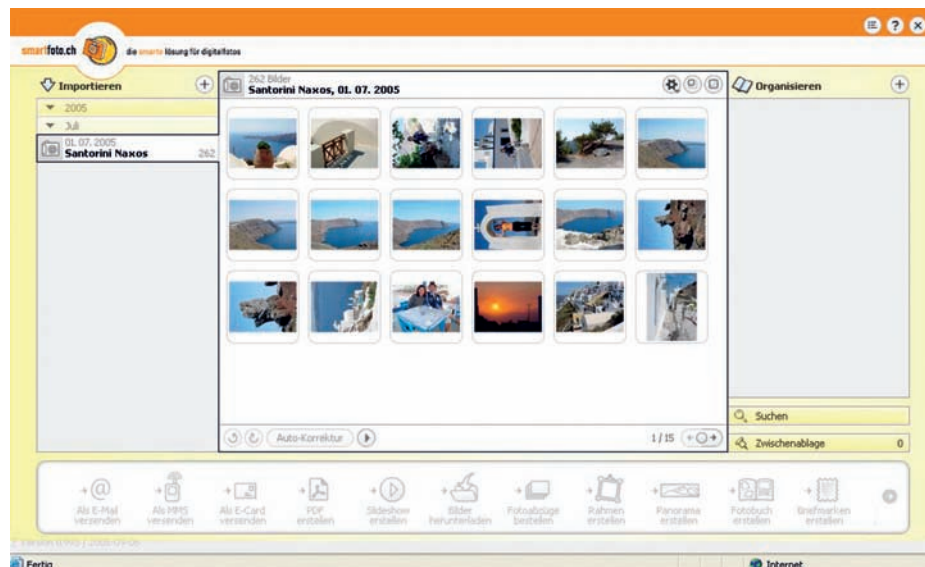 smartfoto.ch
die smarte lösung für digitalfotos
Importieren
2005
Juli
01. 07. 2005
Santorini Naxos 262
262 Bilder
Santorini Naxos, 01. 07. 2005
Auto-Korrektur
1 / 15
Organisieren
Suchen
Zwischenablage 0
Als E-Mail versenden
Als MMS versenden
Als E-Card versenden
PDF erstellen
Slideshow erstellen
Bilder herunterladen
Fotoabzüge bestellen
Rahmen erstellen
Panorama erstellen
Fotobuch erstellen
Briefmarken erstellen
Fertig
Internet